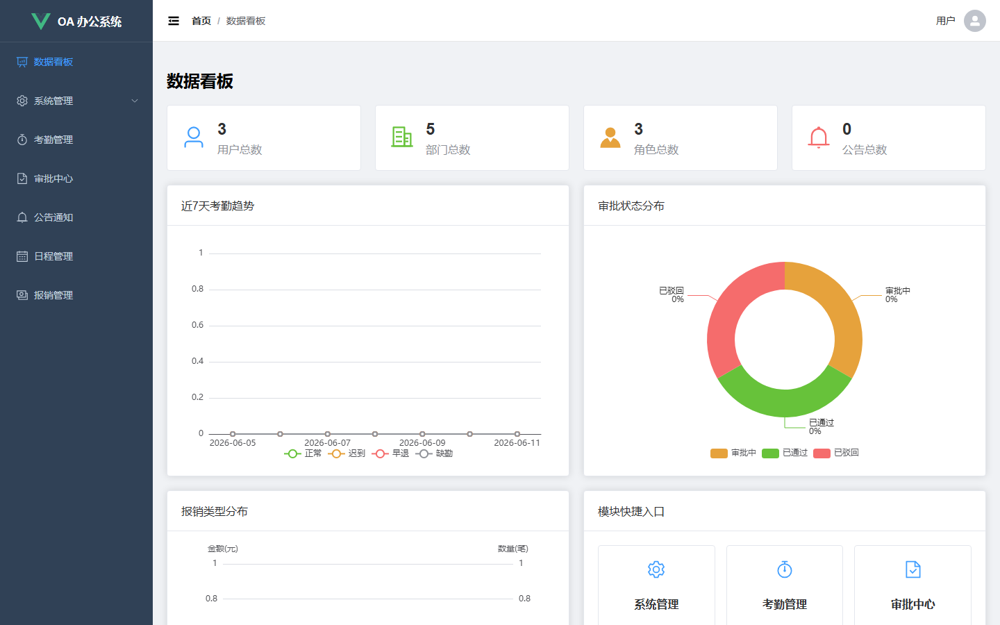 OA 办公系统
数据看板
系统管理
考勤管理
审批中心
公告通知
日程管理
报销管理
首页 / 数据看板
用户
数据看板
3
用户总数
5
部门总数
3
角色总数
0
公告总数
近7天考勤趋势
1
0.8
0.6
0.4
0.2
0
2026-06-05 2026-06-07 2026-06-09 2026-06-11
正常 迟到 早退 缺勤
审批状态分布
已驳回
0%
审批中
0%
已通过
0%
审批中 已通过 已驳回
报销类型分布
金额(元) 数量(笔)
1 1
0.8 0.8
模块快捷入口
系统管理
考勤管理
审批中心